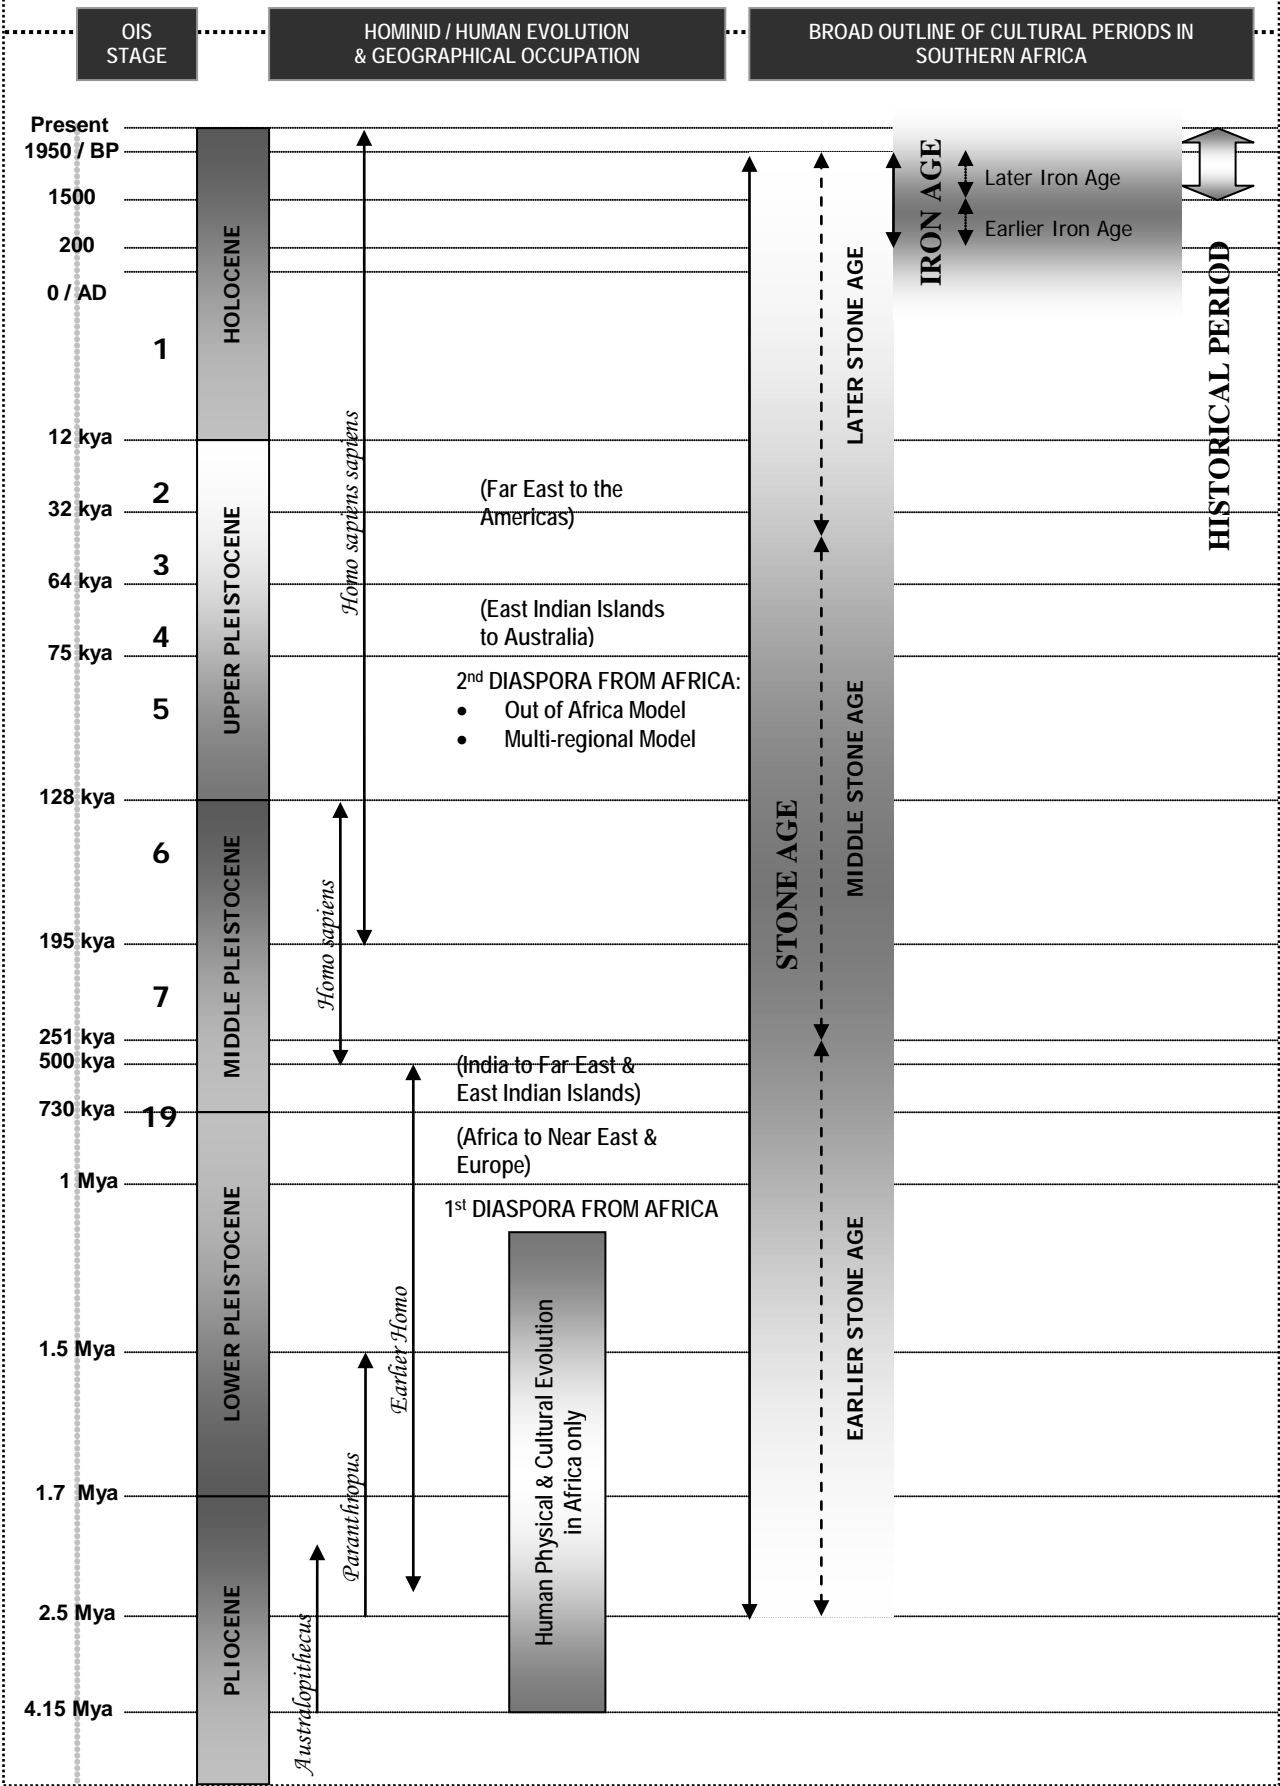 OIS
STAGE
HOMINID / HUMAN EVOLUTION
& GEOGRAPHICAL OCCUPATION
BROAD OUTLINE OF CULTURAL PERIODS IN
SOUTHERN AFRICA
Present
1950 / BP
1500
200
0 / AD
1
12 kya
2
32 kya
3
64 kya
4
75 kya
5
128 kya
6
195 kya
7
251 kya
500 kya
730 kya
19
1 Mya
1.5 Mya
1.7 Mya
2.5 Mya
4.15 Mya
HOLOCENE
UPPER PLEISTOCENE
MIDDLE PLEISTOCENE
LOWER PLEISTOCENE
PLIOCENE
Homo sapiens sapiens
Homo sapiens
Earlier Homo
Paranthropus
Australopithecus
(Far East to the
Americas)
(East Indian Islands
to Australia)
2nd DIASPORA FROM AFRICA:
• Out of Africa Model
• Multi-regional Model
(India to Far East &
East Indian Islands)
(Africa to Near East &
Europe)
1st DIASPORA FROM AFRICA
Human Physical & Cultural Evolution
in Africa only
STONE AGE
LATER STONE AGE
MIDDLE STONE AGE
EARLIER STONE AGE
IRON AGE
Later Iron Age
Earlier Iron Age
HISTORICAL PERIOD